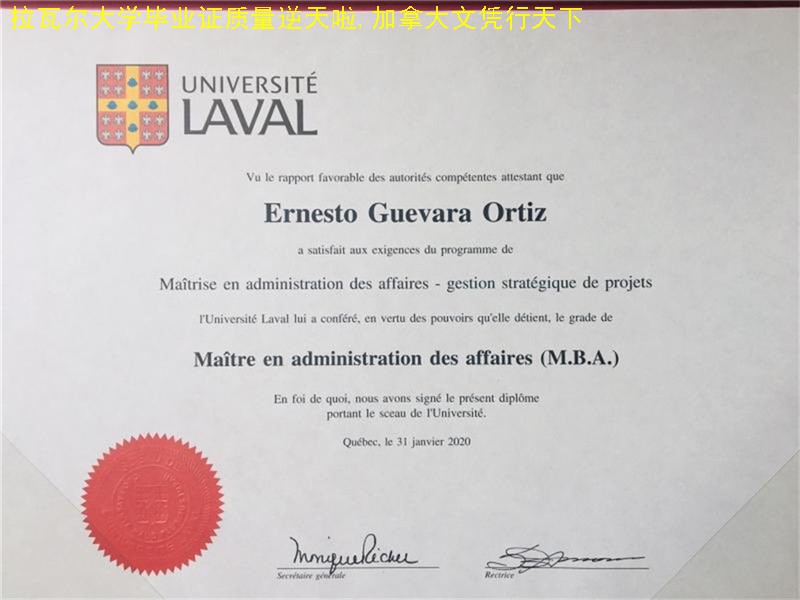 拉瓦尔大学毕业证质量逆天啦,加拿大文凭行天下
UNIVERSITÉ
LAVAL
Vu le rapport favorable des autorités compétentes attestant que
Ernesto Guevara Ortiz
a satisfait aux exigences du programme de
Maîtrise en administration des affaires - gestion stratégique de projets
l'Université Laval lui a conféré, en vertu des pouvoirs qu'elle détient, le grade de
Maître en administration des affaires (M.B.A.)
En foi de quoi, nous avons signé le présent diplôme
portant le sceau de l'Université.
Québec, le 31 janvier 2020
Monique Richer
Secrétaire générale
Rectrice